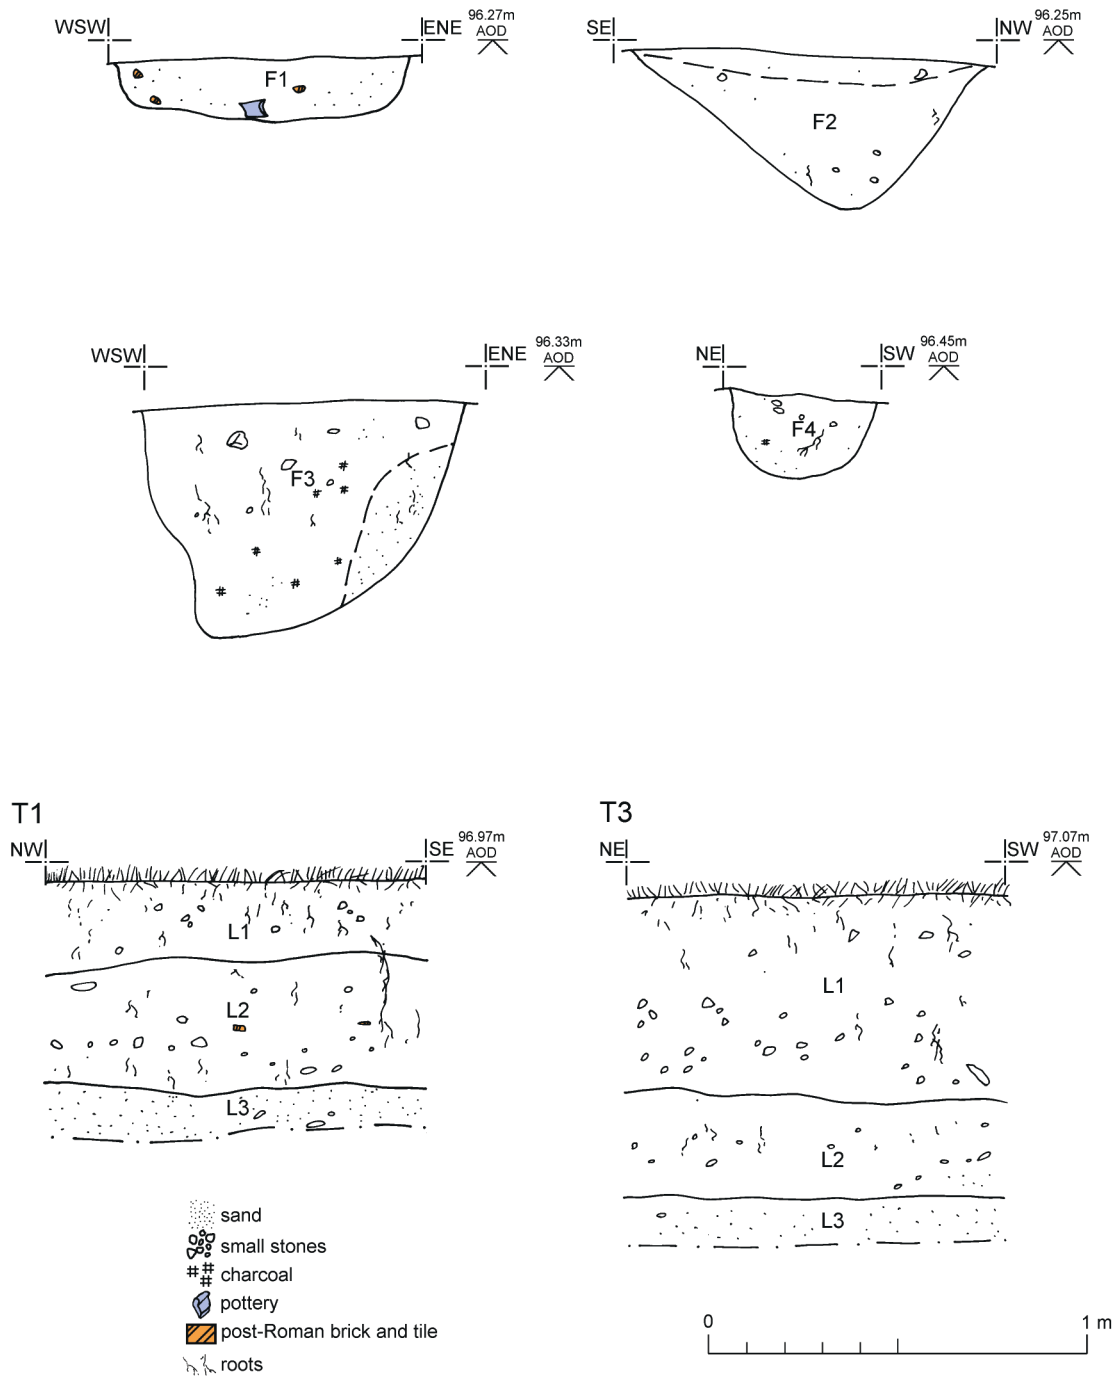 WSW ENE 96.27m
AOD
F1
SE NW 96.25m
AOD
F2
WSW ENE 96.33m
AOD
F3
NE SW 96.45m
AOD
F4
T1
NW SE 96.97m
AOD
L1
L2
L3
T3
NE SW 97.07m
AOD
L1
L2
L3
sand
small stones
charcoal
pottery
post-Roman brick and tile
roots
0 1 m